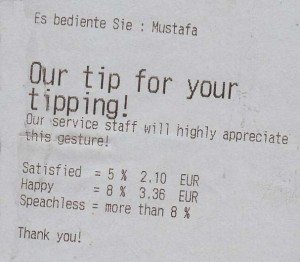 Es bediente Sie : Mustafa
Our tip for your
tipping!
Our service staff will highly appreciate
this gesture!
Satisfied = 5 % 2.10 EUR
Happy = 8 % 3.36 EUR
Speachless = more than 8 %
Thank you!